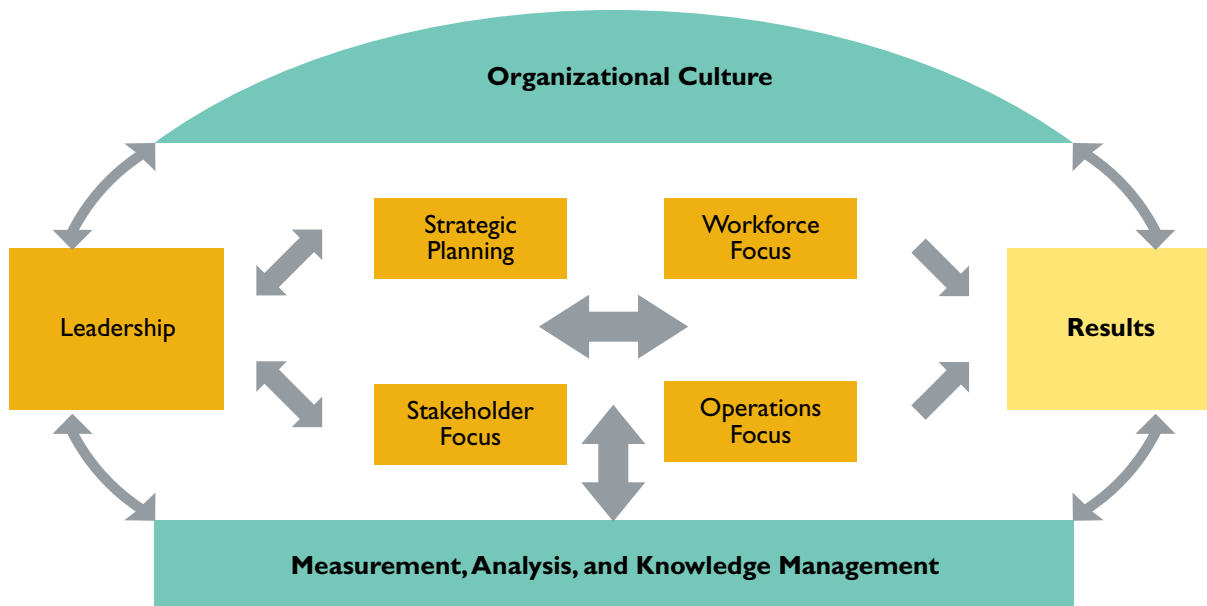 Organizational Culture
Strategic
Planning
Workforce
Focus
Leadership
Results
Stakeholder
Focus
Operations
Focus
Measurement, Analysis, and Knowledge Management